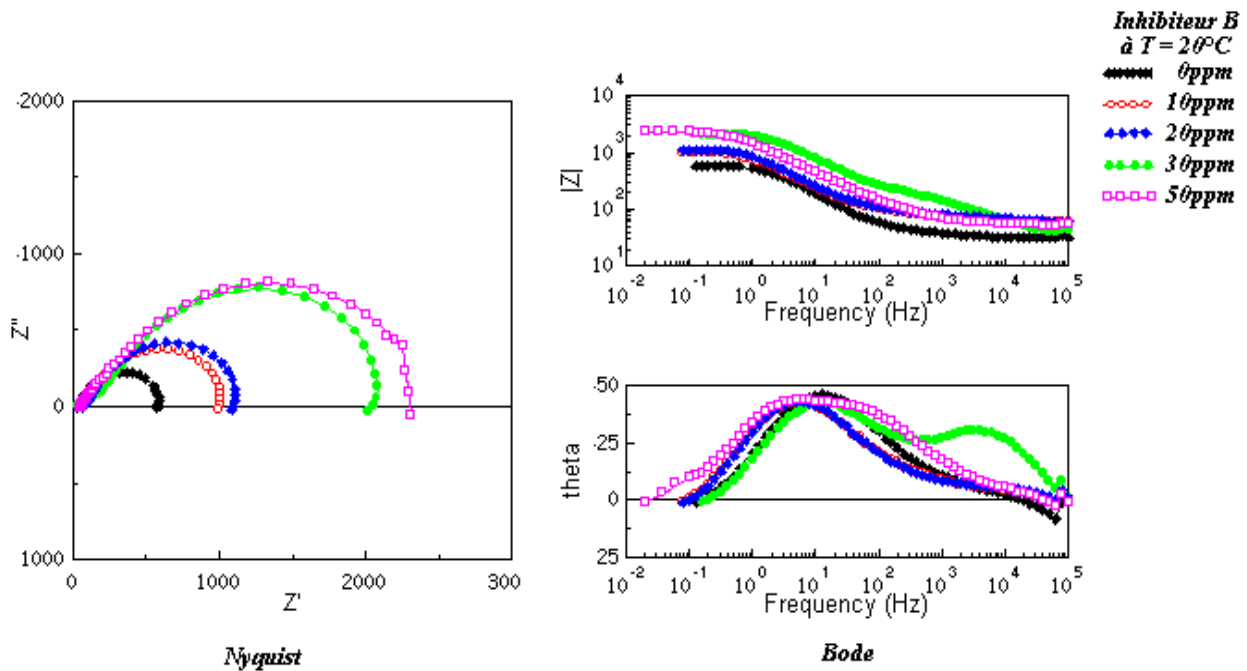 Inhibiteur B
à T = 20°C
0ppm
10ppm
20ppm
30ppm
50ppm
-2000
-1000
0
1000
Z''
0 1000 2000 300
Z'
Nyquist
10 4
10 3
10 2
10 1
|Z|
10 -2 10 -1 10 0 10 1 10 2 10 3 10 4 10 5
Frequency (Hz)
-50
-25
0
25
theta
10 -2 10 -1 10 0 10 1 10 2 10 3 10 4 10 5
Frequency (Hz)
Bode